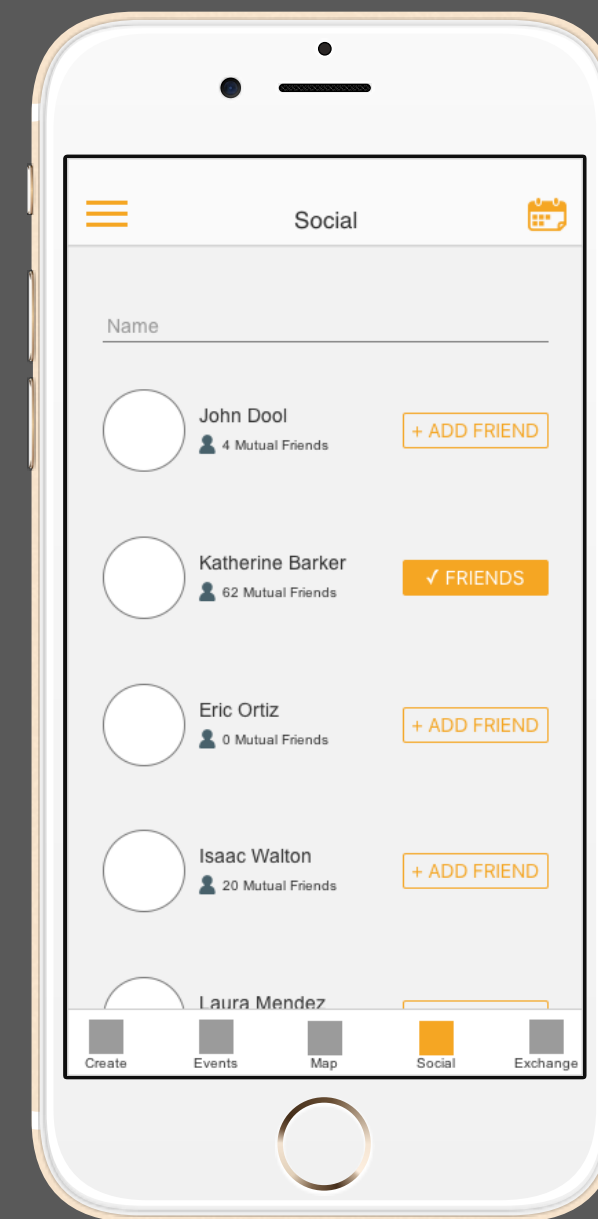 Social
Name
John Dool
4 Mutual Friends
+ ADD FRIEND
Katherine Barker
62 Mutual Friends
✓ FRIENDS
Eric Ortiz
0 Mutual Friends
+ ADD FRIEND
Isaac Walton
20 Mutual Friends
+ ADD FRIEND
Laura Mendez
Create
Events
Map
Social
Exchange